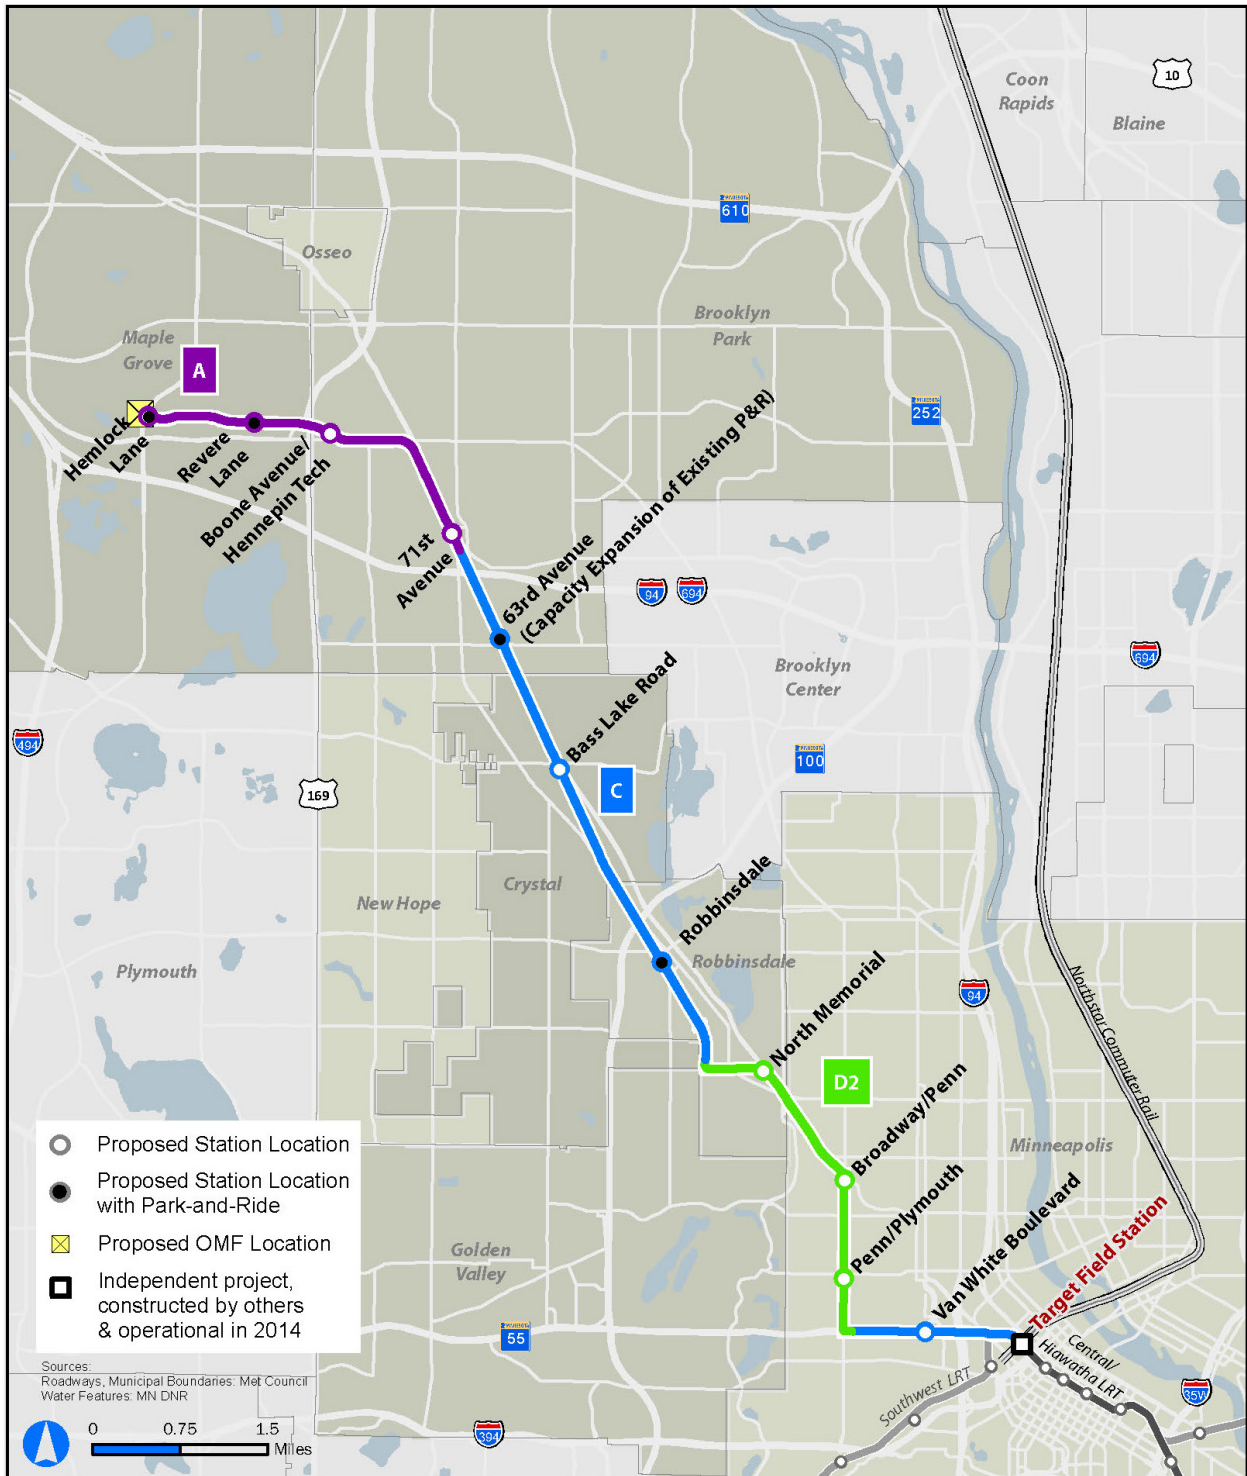 10
Coon
Rapids
Blaine
610
Osseo
Brooklyn
Park
Maple
Grove
A
252
Hemlock
Lane
Revere
Lane
Boone Avenue/
Hennepin Tech
71st
Avenue
63rd Avenue
(Capacity Expansion of Existing P&R)
94
694
694
Brooklyn
Center
Bass Lake Road
494
100
169
C
Crystal
New Hope
Robbinsdale
Robbinsdale
Plymouth
North Memorial
94
Northstar Commuter Rail
D2
Broadway/Penn
Minneapolis
Penn/Plymouth
Van White Boulevard
Target Field Station
Golden
Valley
55
Central/
Hiawatha LRT
Southwest LRT
35W
394
Proposed Station Location
Proposed Station Location
with Park-and-Ride
Proposed OMF Location
Independent project,
constructed by others
& operational in 2014
Sources:
Roadways, Municipal Boundaries: Met Council
Water Features: MN DNR
0 0.75 1.5
Miles